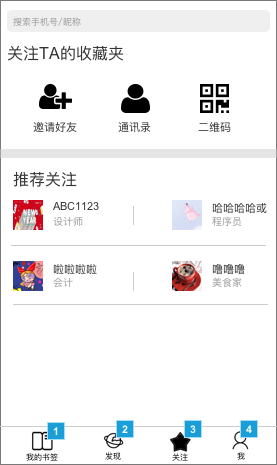 搜索手机号/昵称
关注TA的收藏夹
邀请好友 通讯录 二维码
推荐关注
ABC1123 哈哈哈哈或
设计师 程序员
啦啦啦啦 噜噜噜
会计 美食家
1 2 3 4
我的书签 发现 关注 我